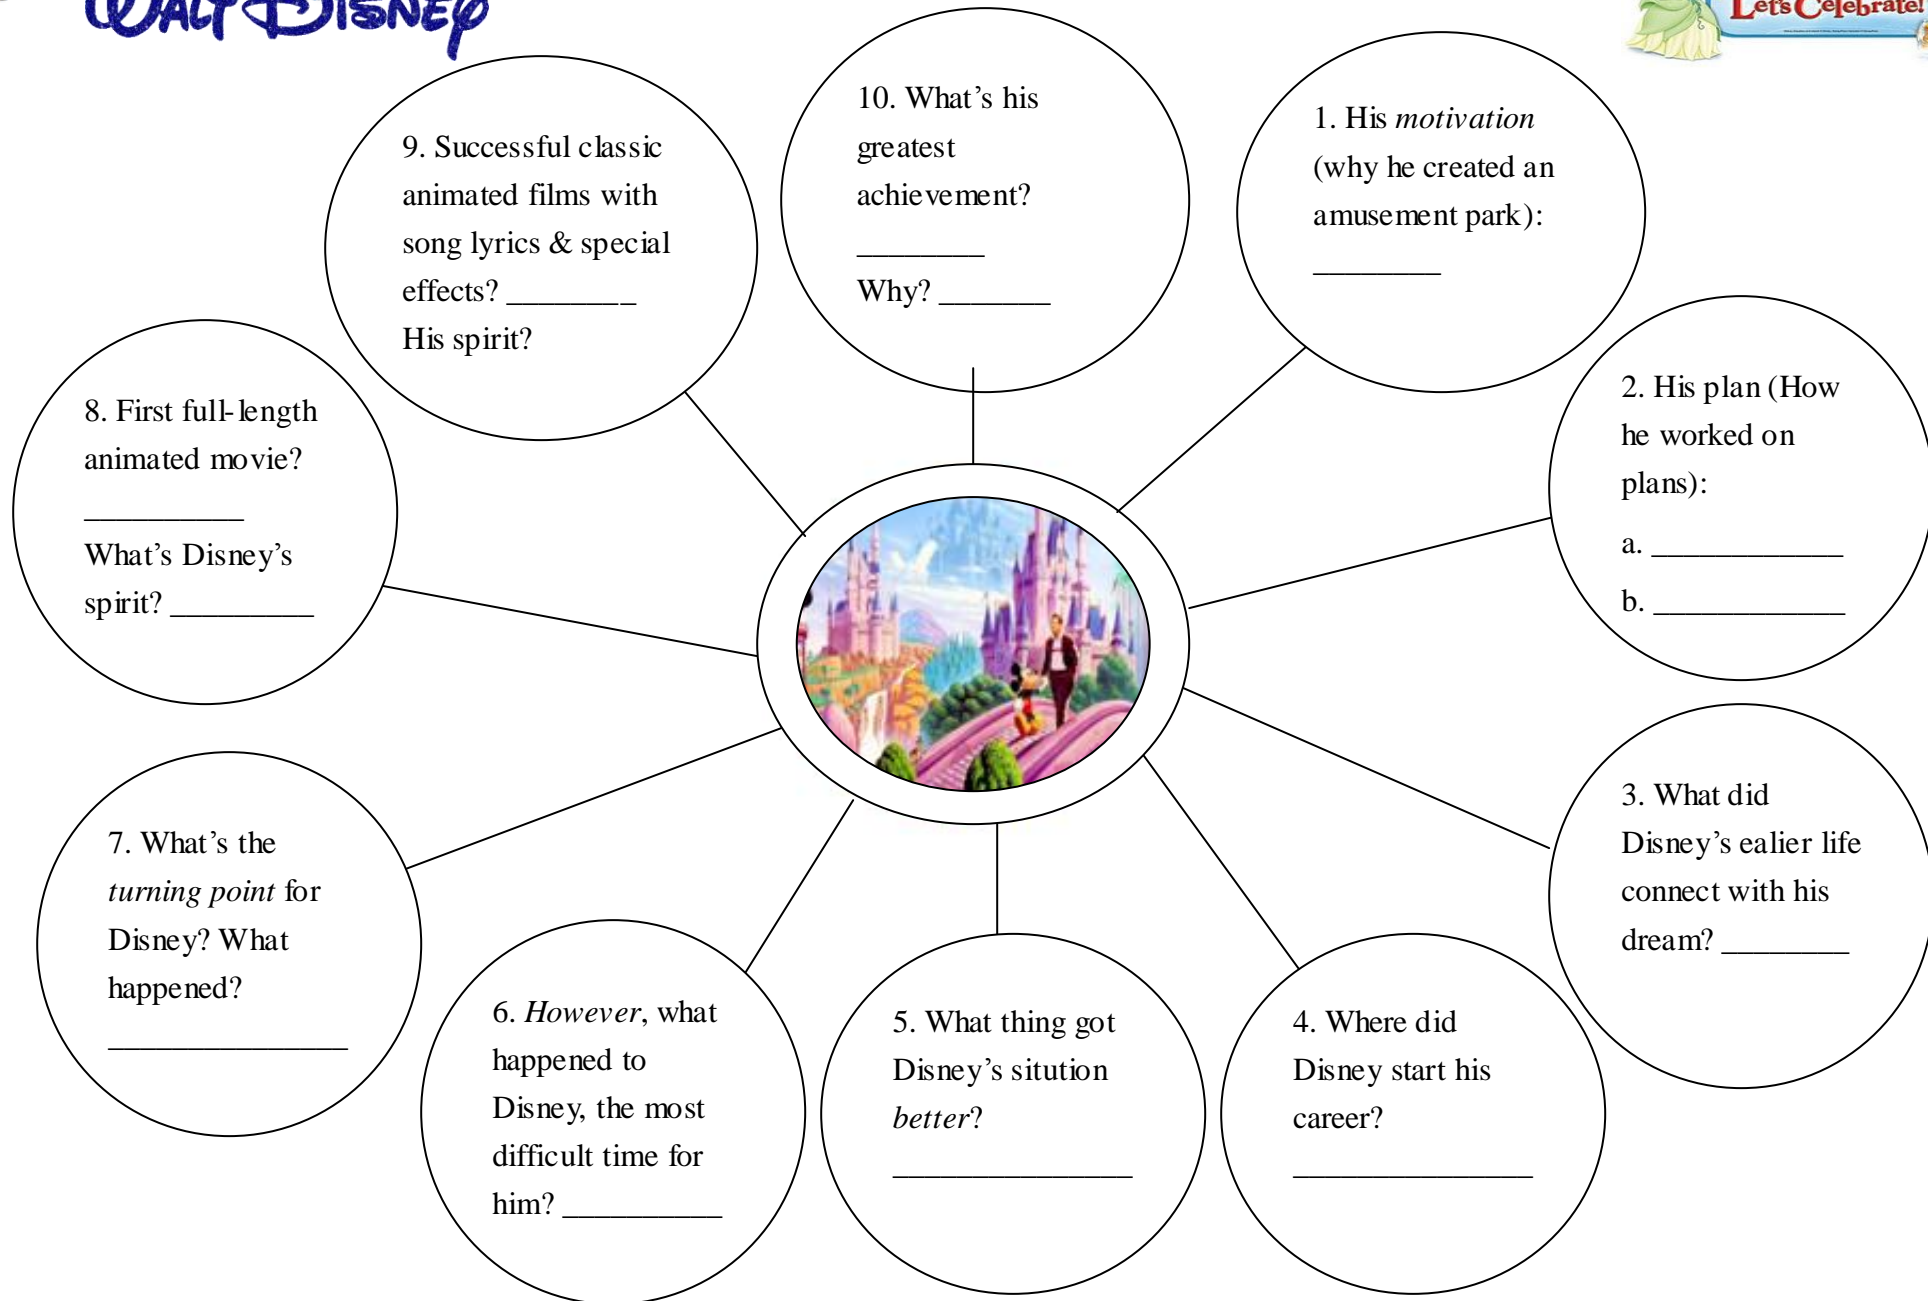 WALT DISNEY
Let's Celebrate!
10. What's his
greatest
achievement?
________
Why? _______
1. His motivation
(why he created an
amusement park):
________
9. Successful classic
animated films with
song lyrics & special
effects? ________
His spirit?
2. His plan (How
he worked on
plans):
a. ____________
b. ____________
8. First full-length
animated movie?
__________
What's Disney's
spirit? _________
3. What did
Disney's ealier life
connect with his
dream? ________
7. What's the
turning point for
Disney? What
happened?
_______________
6. However, what
happened to
Disney, the most
difficult time for
him? __________
5. What thing got
Disney's sitution
better?
_______________
4. Where did
Disney start his
career?
_______________